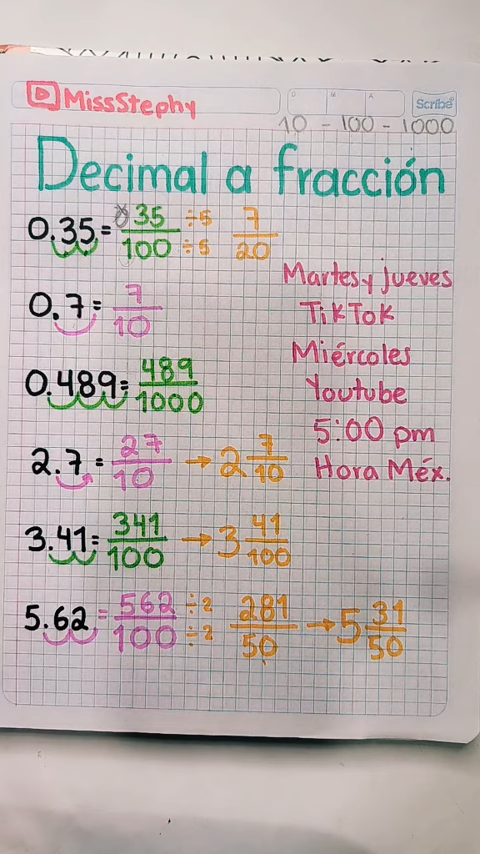 MissStephy
D M A
Scribe
10 - 100 - 1000
Decimal a fracción
0.35 = 35/100 ÷5/÷5 7/20
Martes y jueves
0.7 = 7/10
TikTok
Miércoles
0.489 = 489/1000
Youtube
5:00 pm
2.7 = 27/10 → 2 7/10
Hora Méx.
3.41 = 341/100 → 3 41/100
5.62 = 562/100 ÷2/÷2 281/50 → 5 31/50